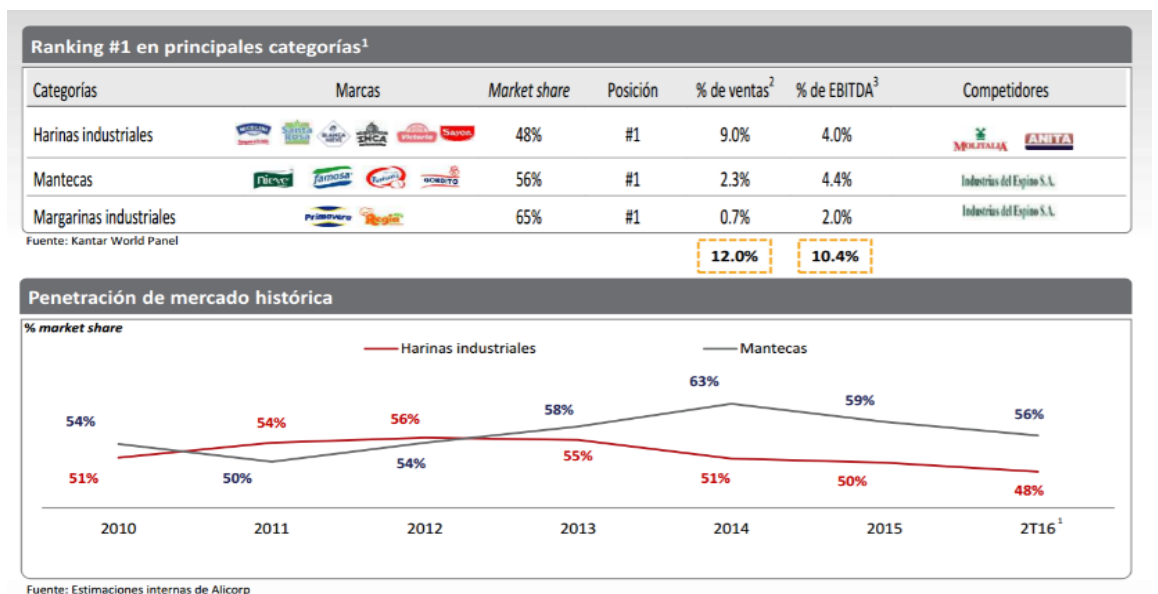 Ranking #1 en principales categorías¹
Categorías Marcas Market share Posición % de ventas² % de EBITDA³ Competidores
Harinas industriales NICOLINI Santa Rosa BLANCA NIEVE INCA Victoria Sayon 48% #1 9.0% 4.0% MOLITALIA ANITA
Mantecas Nieve famosa GORDITO 56% #1 2.3% 4.4% Industrias del Espino S.A.
Margarinas industriales Primavera Regia 65% #1 0.7% 2.0% Industrias del Espino S.A.
Fuente: Kantar World Panel
12.0% 10.4%
Penetración de mercado histórica
% market share
Harinas industriales Mantecas
54% 54% 56% 58% 63% 59% 56%
51% 50% 54% 55% 51% 50% 48%
2010 2011 2012 2013 2014 2015 2T16¹
Fuente: Estimaciones internas de Alicorp